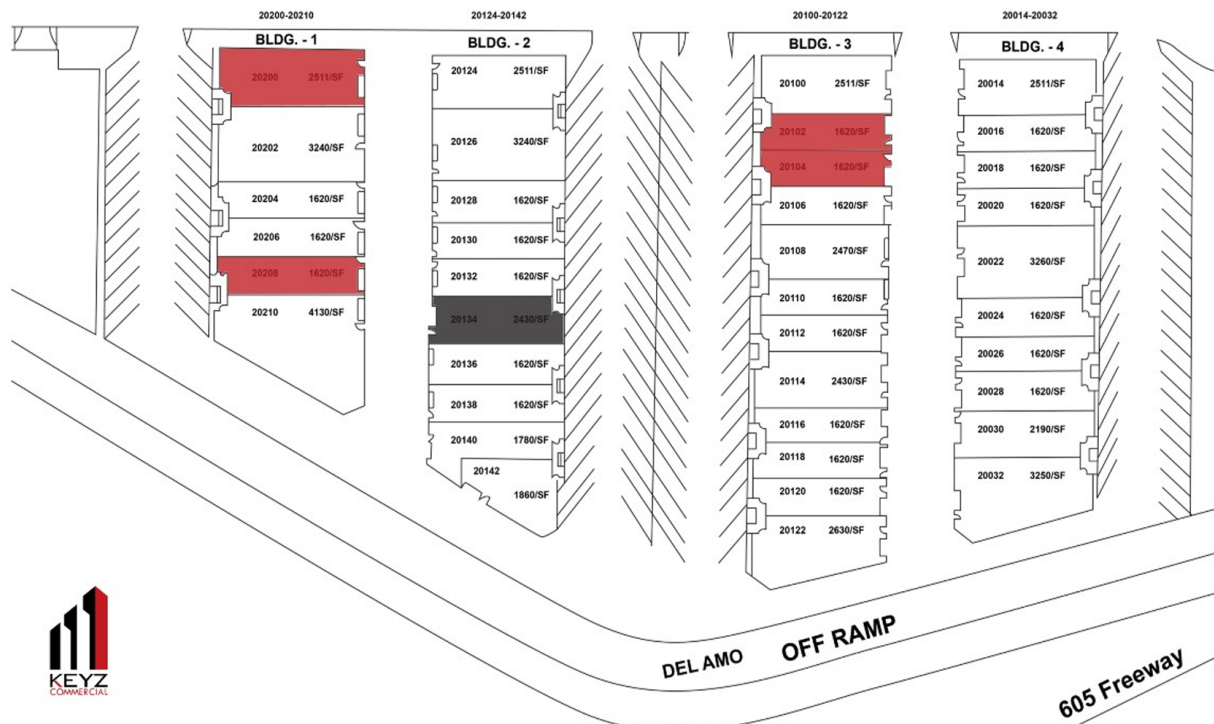 20200-20210
BLDG. - 1
20200 2511/SF
20202 3240/SF
20204 1620/SF
20206 1620/SF
20208 1620/SF
20210 4130/SF
20124-20142
BLDG. - 2
20124 2511/SF
20126 3240/SF
20128 1620/SF
20130 1620/SF
20132 1620/SF
20134 2430/SF
20136 1620/SF
20138 1620/SF
20140 1780/SF
20142
1860/SF
20100-20122
BLDG. - 3
20100 2511/SF
20102 1620/SF
20104 1620/SF
20106 1620/SF
20108 2470/SF
20110 1620/SF
20112 1620/SF
20114 2430/SF
20116 1620/SF
20118 1620/SF
20120 1620/SF
20122 2630/SF
20014-20032
BLDG. - 4
20014 2511/SF
20016 1620/SF
20018 1620/SF
20020 1620/SF
20022 3260/SF
20024 1620/SF
20026 1620/SF
20028 1620/SF
20030 2190/SF
20032 3250/SF
DEL AMO OFF RAMP
605 Freeway
KEYZ
COMMERCIAL